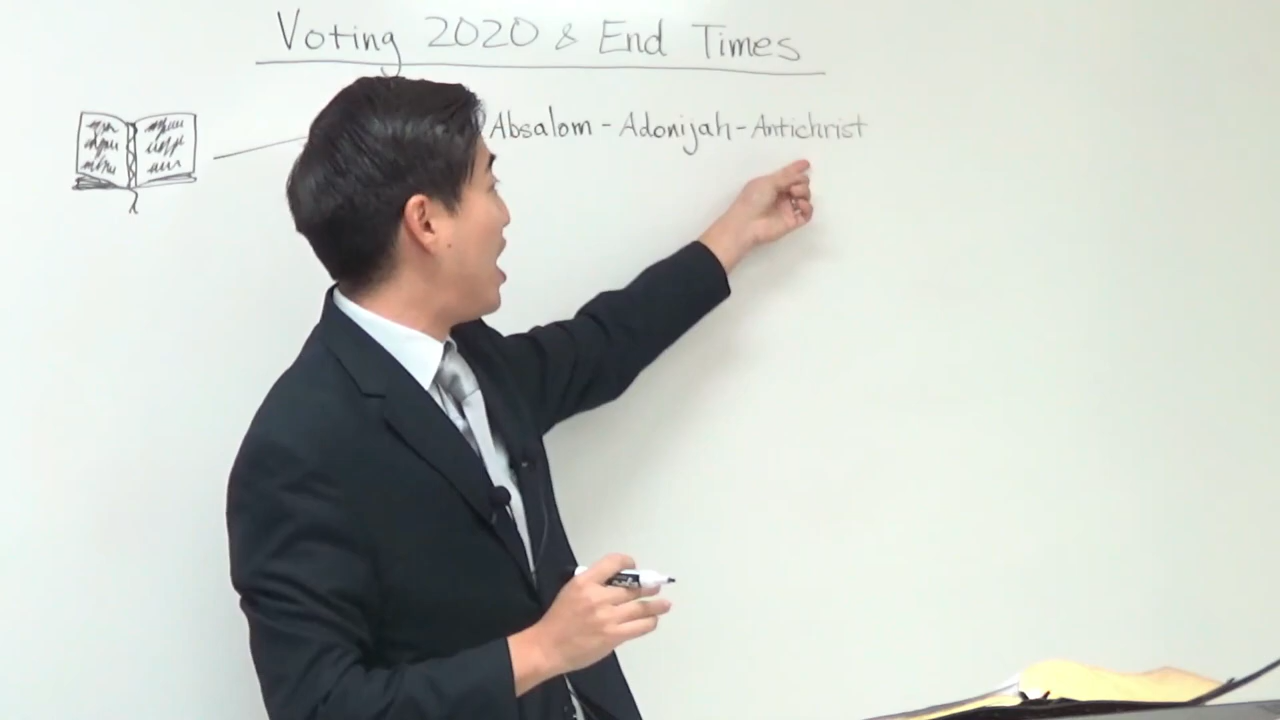 Voting 2020 & End Times
Absalom - Adonijah - Antichrist